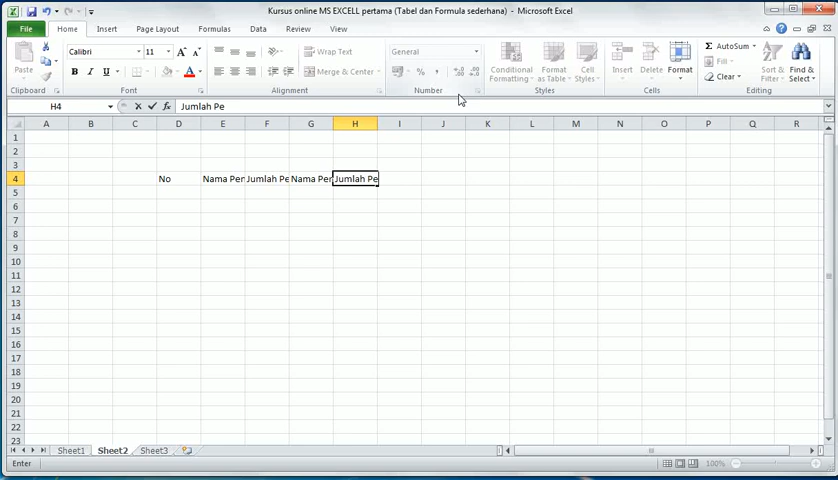 Kursus online MS EXCELL pertama (Tabel dan Formula sederhana) - Microsoft Excel
File Home Insert Page Layout Formulas Data Review View
Calibri 11 Wrap Text General AutoSum
Fill
Paste B I U A Merge & Center % , Conditional Formatting Format as Table Cell Styles Insert Delete Format Clear Sort & Filter Find & Select
Clipboard Font Alignment Number Styles Cells Editing
H4 fx Jumlah Pe
A B C D E F G H I J K L M N O P Q R
1
2
3
4 No Nama Pen Jumlah Pe Nama Pen Jumlah Pe
5
6
7
8
9
10
11
12
13
14
15
16
17
18
19
20
21
22
23
Sheet1 Sheet2 Sheet3
Enter 100%